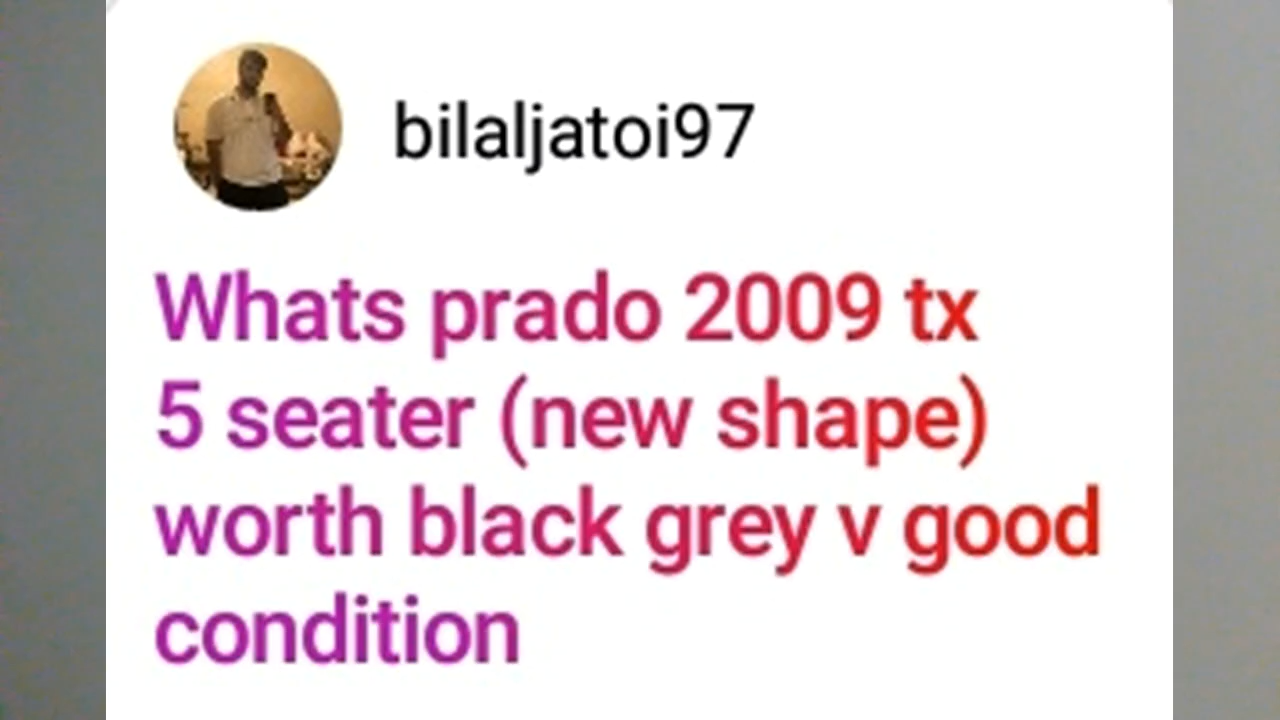 bilaljatoi97
Whats prado 2009 tx
5 seater (new shape)
worth black grey v good
condition